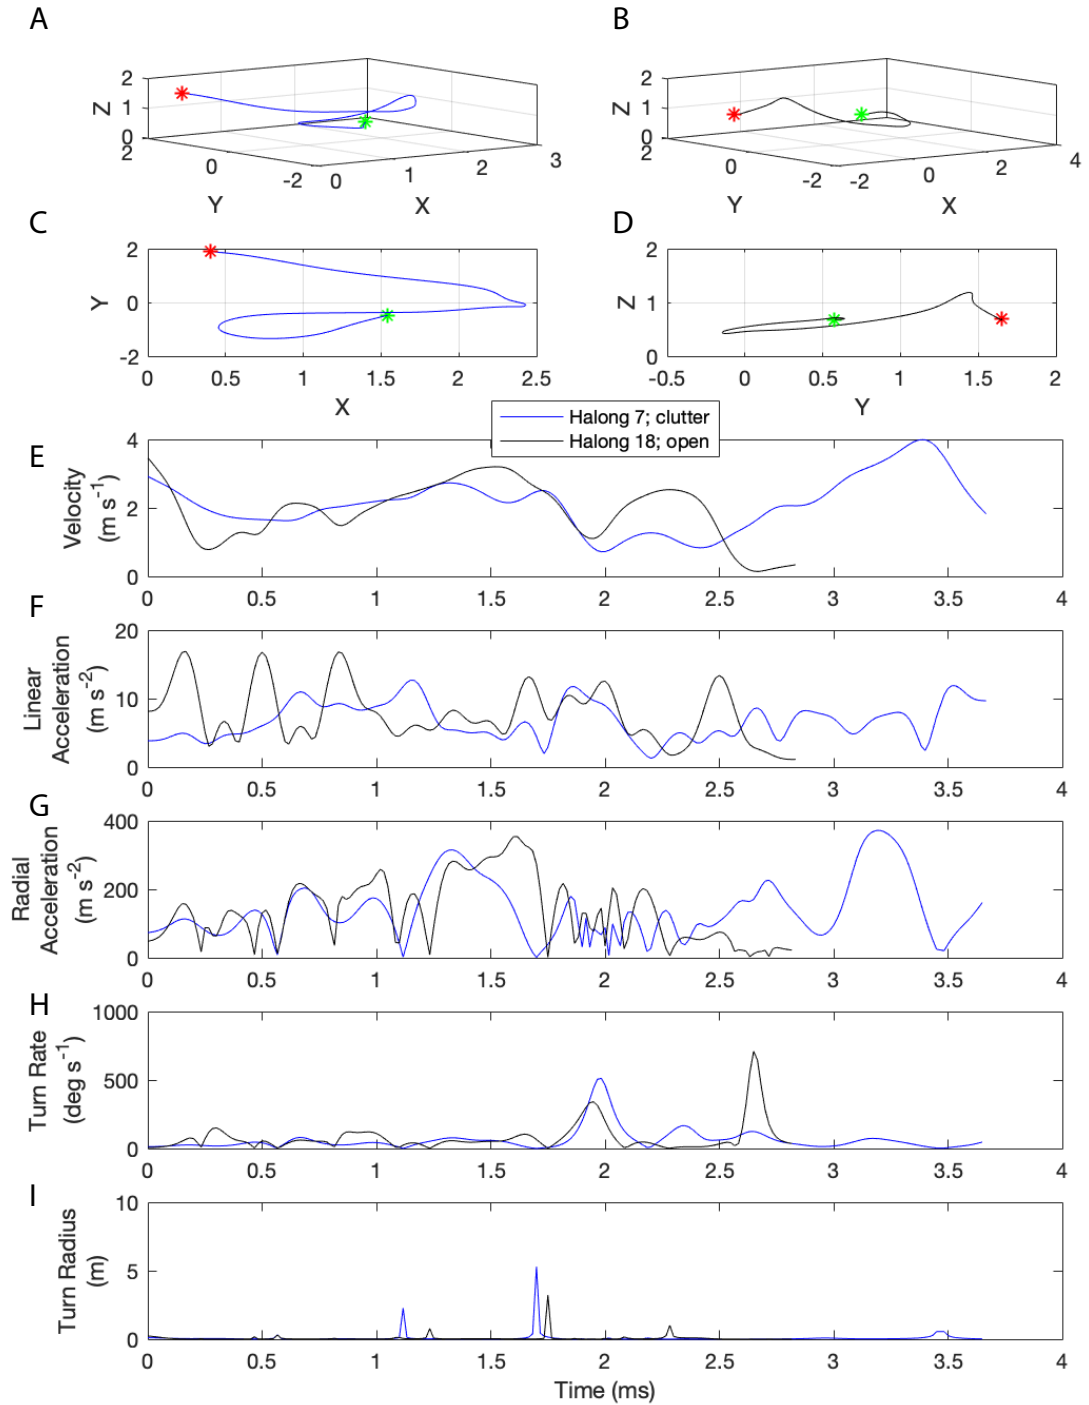 A
B
2
1
0
Z
2
0
-2
Y
0
1
2
3
X
2
1
0
Z
2
0
-2
Y
-2
0
2
4
X
C
D
2
0
-2
Y
0
0.5
1
1.5
2
2.5
X
2
1
0
Z
-0.5
0
0.5
1
1.5
2
Y
Halong 7; clutter
Halong 18; open
E
Velocity
(m s-1)
4
2
0
0 0.5 1 1.5 2 2.5 3 3.5 4
F
Linear
Acceleration
(m s-2)
20
10
0
0 0.5 1 1.5 2 2.5 3 3.5 4
G
Radial
Acceleration
(m s-2)
400
200
0
0 0.5 1 1.5 2 2.5 3 3.5 4
H
Turn Rate
(deg s-1)
1000
500
0
0 0.5 1 1.5 2 2.5 3 3.5 4
I
Turn Radius
(m)
10
5
0
0 0.5 1 1.5 2 2.5 3 3.5 4
Time (ms)